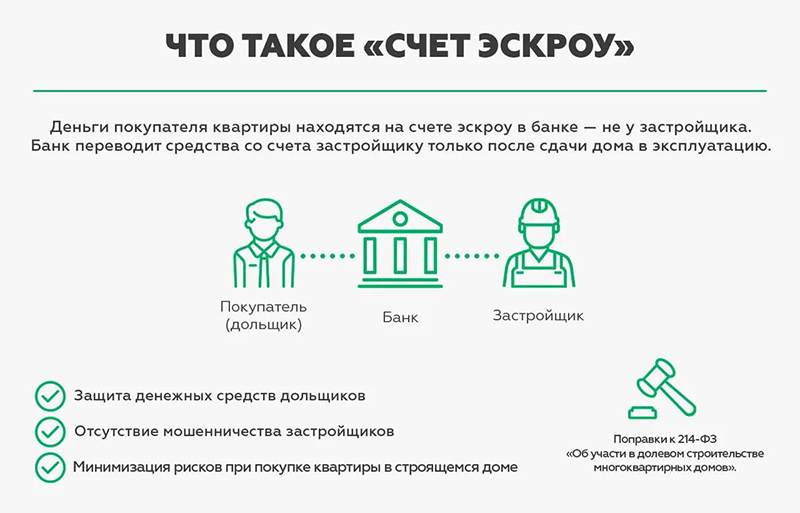 ЧТО ТАКОЕ «СЧЕТ ЭСКРОУ»
Деньги покупателя квартиры находятся на счете эскроу в банке — не у застройщика.
Банк переводит средства со счета застройщику только после сдачи дома в эксплуатацию.
Покупатель
(дольщик)
Банк
Застройщик
Защита денежных средств дольщиков
Отсутствие мошенничества застройщиков
Минимизация рисков при покупке квартиры в строящемся доме
Поправки к 214-ФЗ
«Об участи в долевом строительстве
многоквартирных домов».